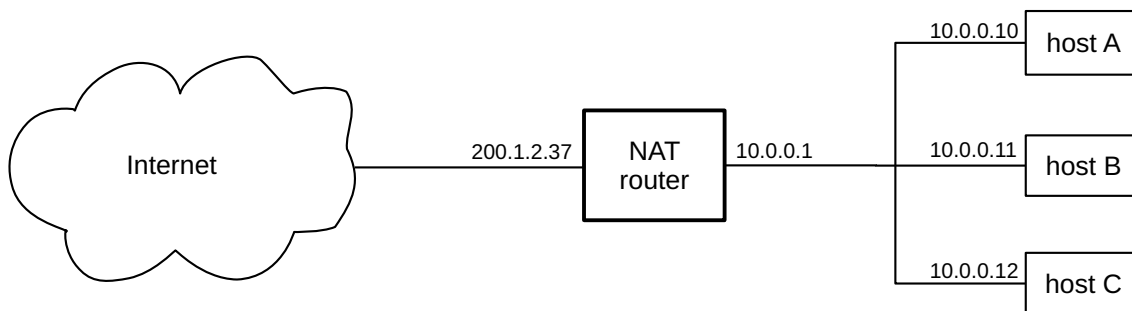 10.0.0.10
host A
Internet
200.1.2.37
NAT
router
10.0.0.1
10.0.0.11
host B
10.0.0.12
host C